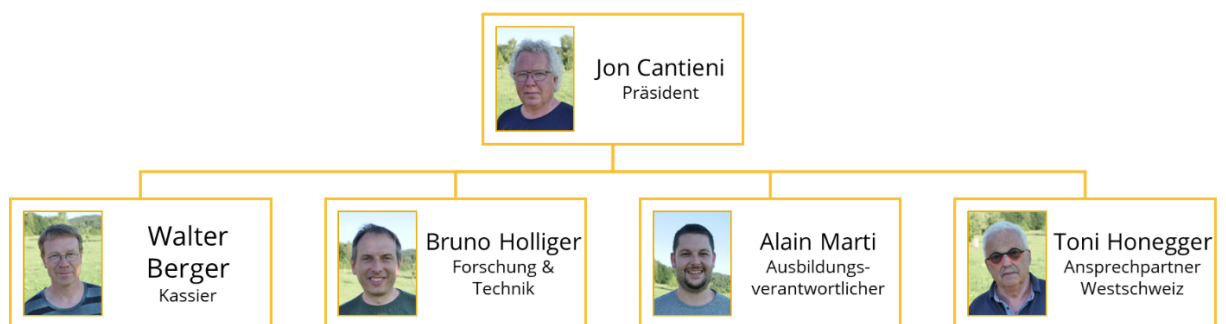 Jon Cantieni
Präsident
Walter
Berger
Kassier
Bruno Holliger
Forschung &
Technik
Alain Marti
Ausbildungs-
verantwortlicher
Toni Honegger
Ansprechpartner
Westschweiz